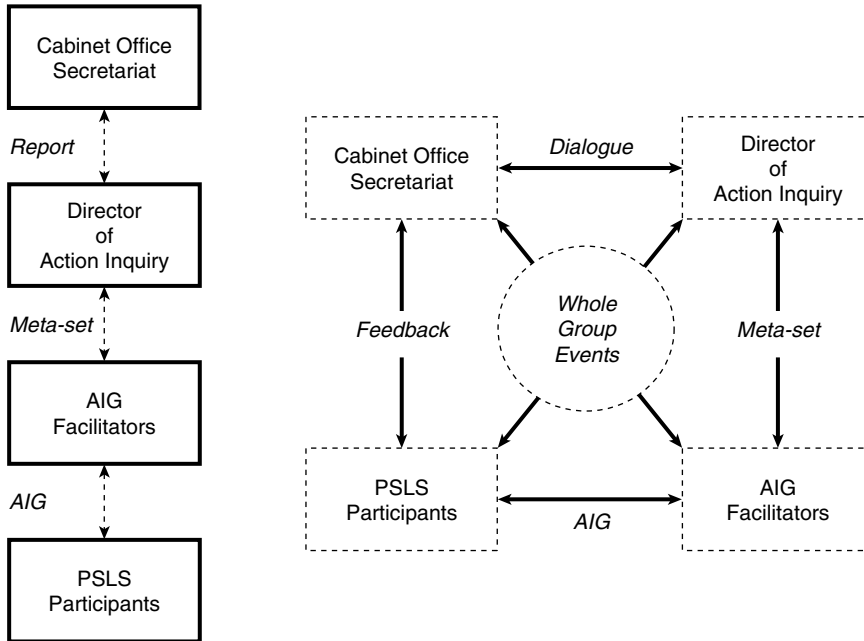 Cabinet Office
Secretariat
Report
Director
of
Action Inquiry
Meta-set
AIG
Facilitators
AIG
PSLS
Participants
Cabinet Office
Secretariat
Dialogue
Director
of
Action Inquiry
Feedback
Whole
Group
Events
Meta-set
PSLS
Participants
AIG
AIG
Facilitators